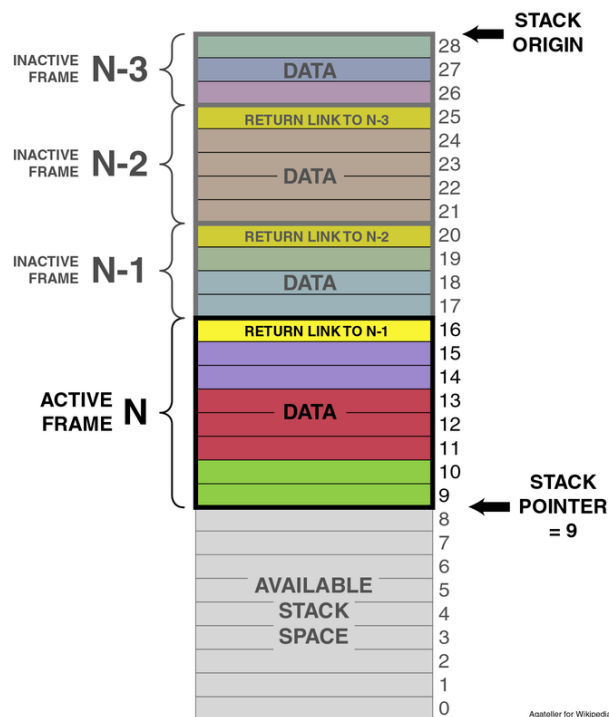 STACK
ORIGIN
INACTIVE
FRAME N-3
28
27
26
DATA
INACTIVE
FRAME N-2
RETURN LINK TO N-3
25
24
23
22
21
DATA
INACTIVE
FRAME N-1
RETURN LINK TO N-2
20
19
18
17
DATA
ACTIVE
FRAME N
RETURN LINK TO N-1
16
15
14
13
12
11
10
9
DATA
STACK
POINTER
= 9
8
7
6
5
4
3
2
1
0
AVAILABLE
STACK
SPACE
Agateller for Wikipedia